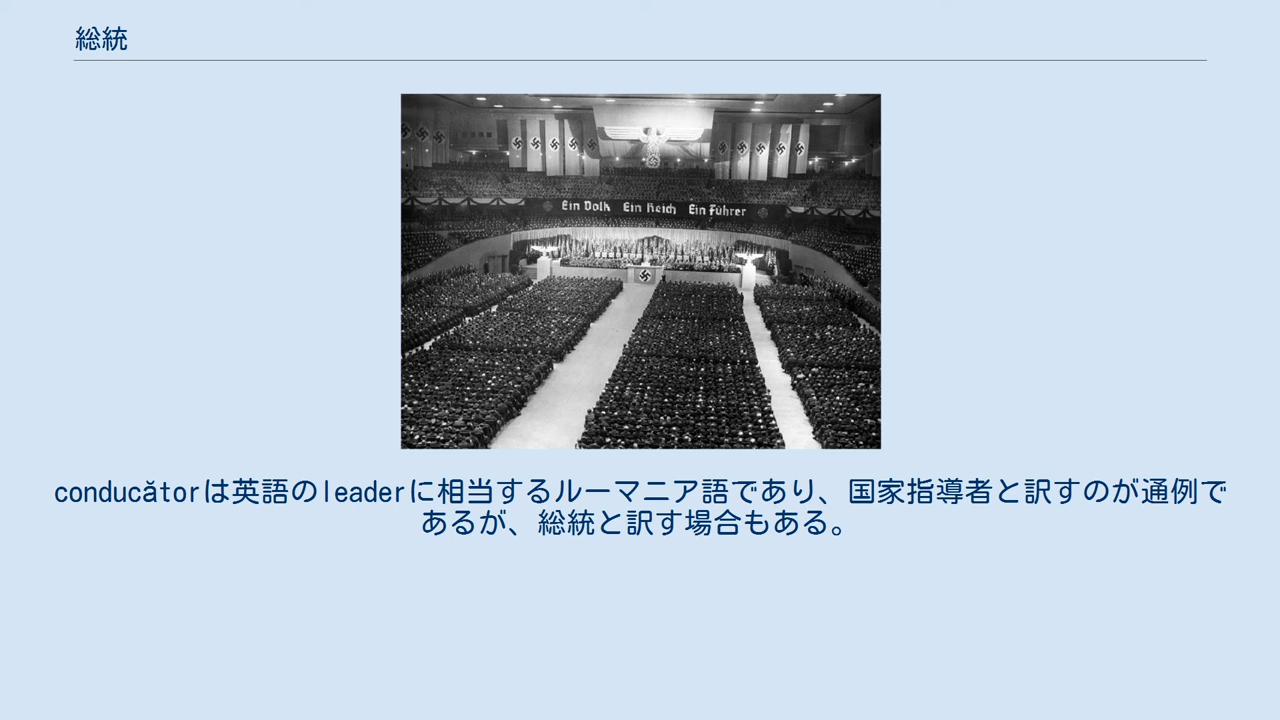 総統
Ein Volk Ein Reich Ein Führer
conducătorは英語のleaderに相当するルーマニア語であり、国家指導者と訳すのが通例で
あるが、総統と訳す場合もある。